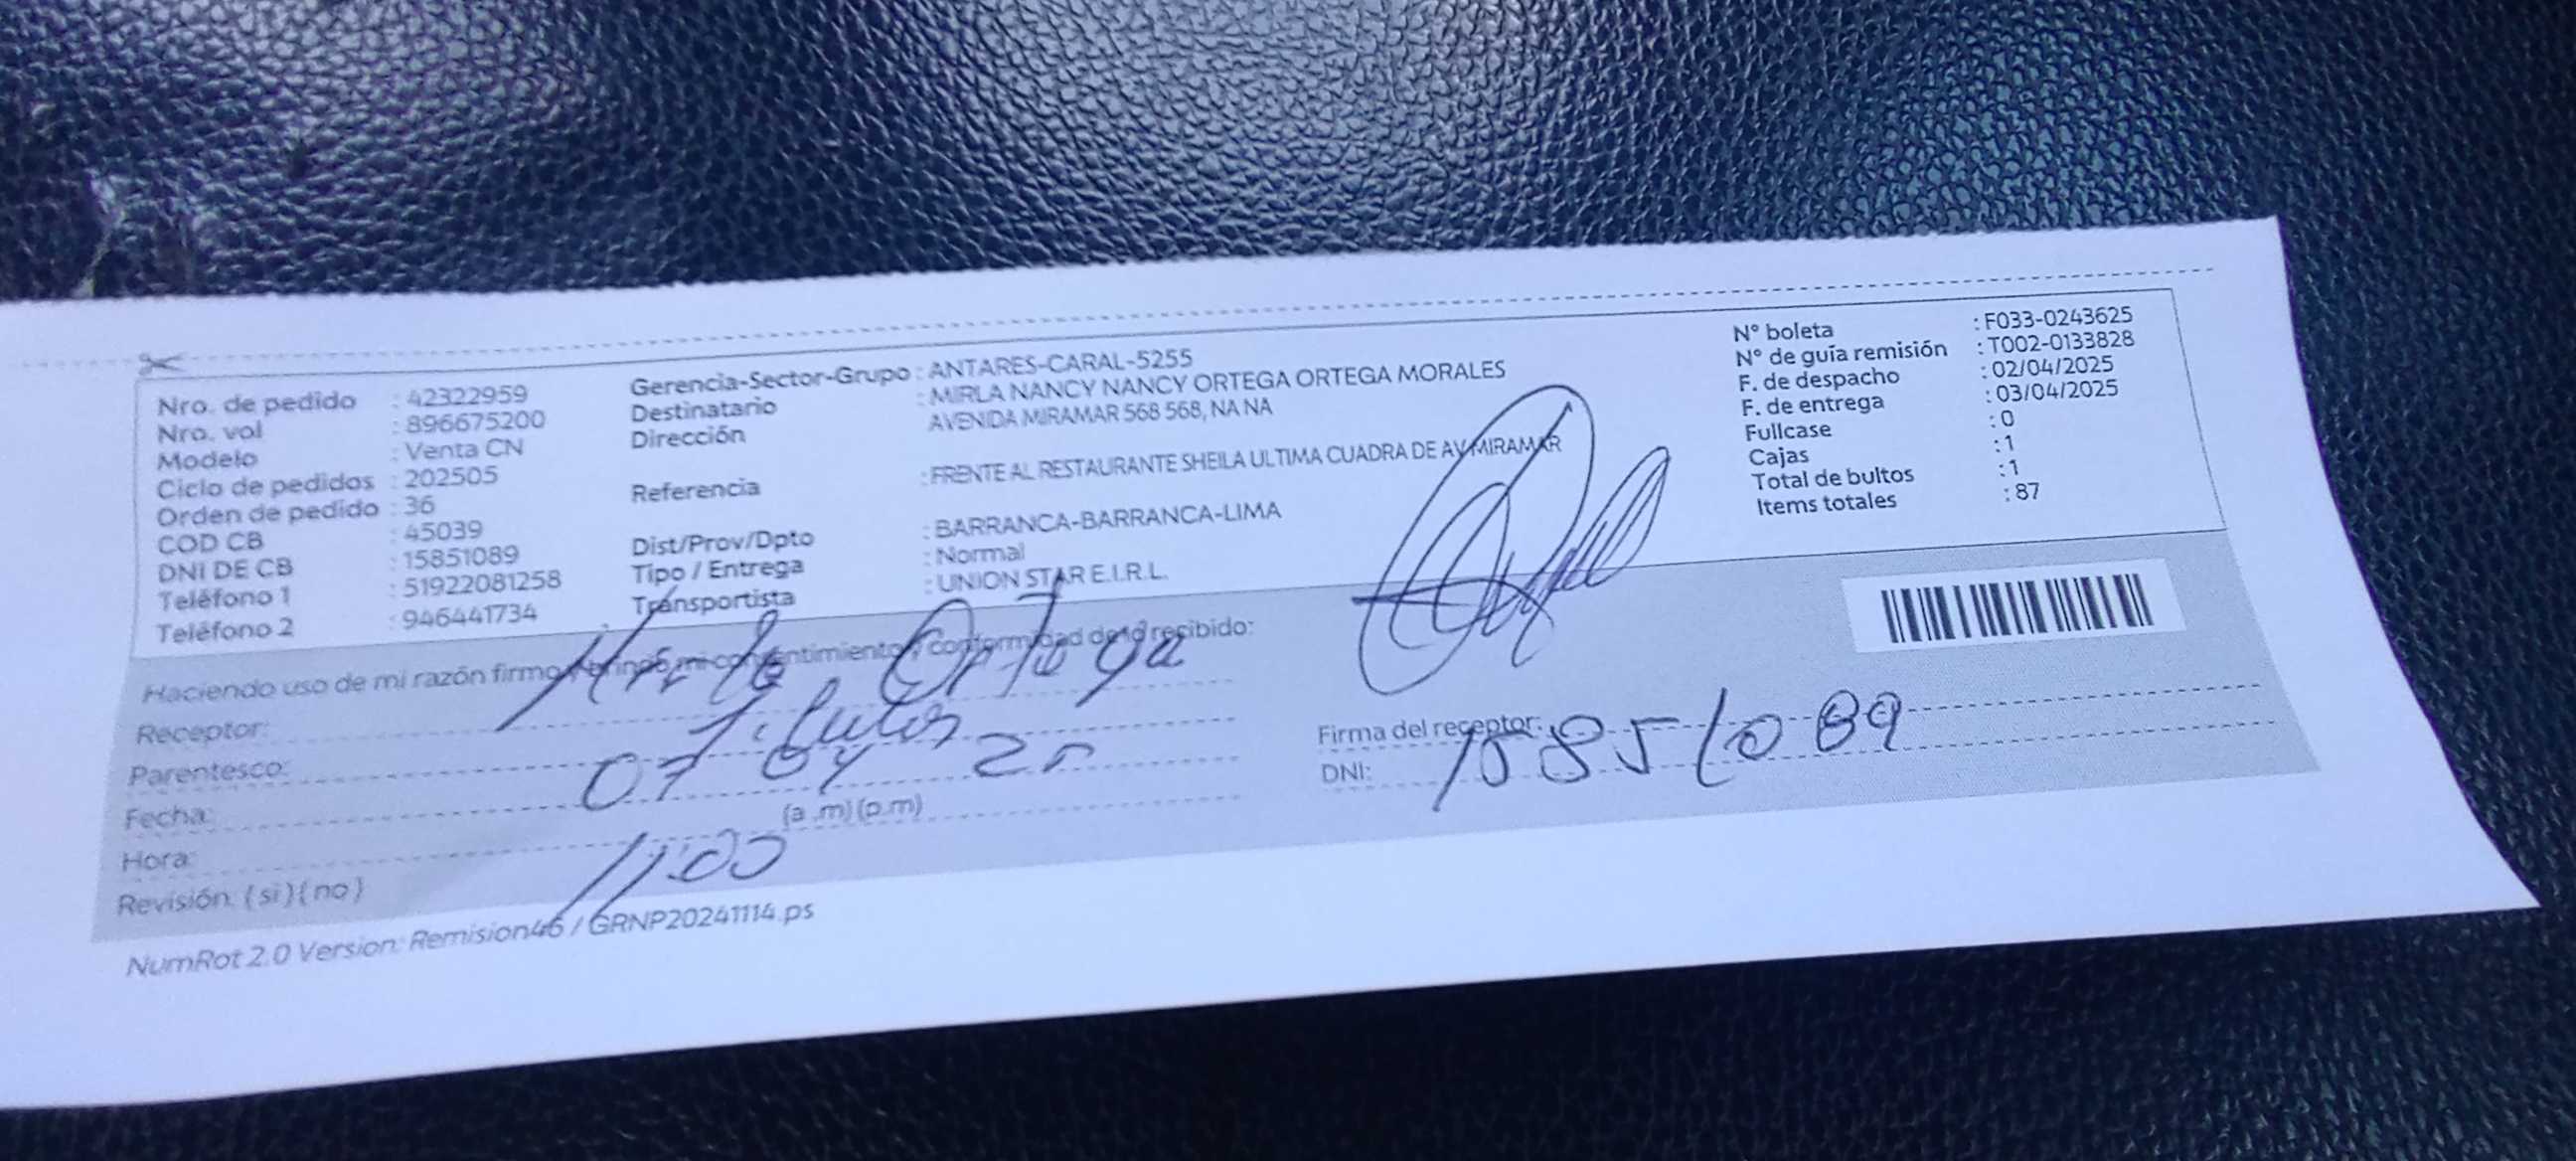 Nro. de pedido : 42322959
Nro. vol : 896675200
Modelo : Venta CN
Ciclo de pedidos : 202505
Orden de pedido : 36
COD CB : 45039
DNI DE CB : 15851089
Teléfono 1 : 51922081258
Teléfono 2 : 946441734
Gerencia-Sector-Grupo : ANTARES-CARAL-5255
Destinatario : MIRLA NANCY NANCY ORTEGA ORTEGA MORALES
Dirección AVENIDA MIRAMAR 568 568, NA NA
Referencia : FRENTE AL RESTAURANTE SHEILA ULTIMA CUADRA DE AV MIRAMAR
Dist/Prov/Dpto : BARRANCA-BARRANCA-LIMA
Tipo / Entrega : Normal
Transportista : UNION STAR E.I.R.L.
N° boleta : F033-0243625
N° de guía remisión : T002-0133828
F. de despacho : 02/04/2025
F. de entrega : 03/04/2025
Fullcase : 0
Cajas : 1
Total de bultos : 1
Items totales : 87
Haciendo uso de mi razón firmo y brindo mi consentimiento y conformidad de lo recibido:
Receptor: Mirla Ortega
Parentesco: Titular
Fecha: 07 04 25
Hora: 11:00 (a .m) (p.m)
Revisión: (si) (no)
Firma del receptor:
DNI: 15851089
NumRot 2.0 Version: Remision46 / GRNP20241114.ps